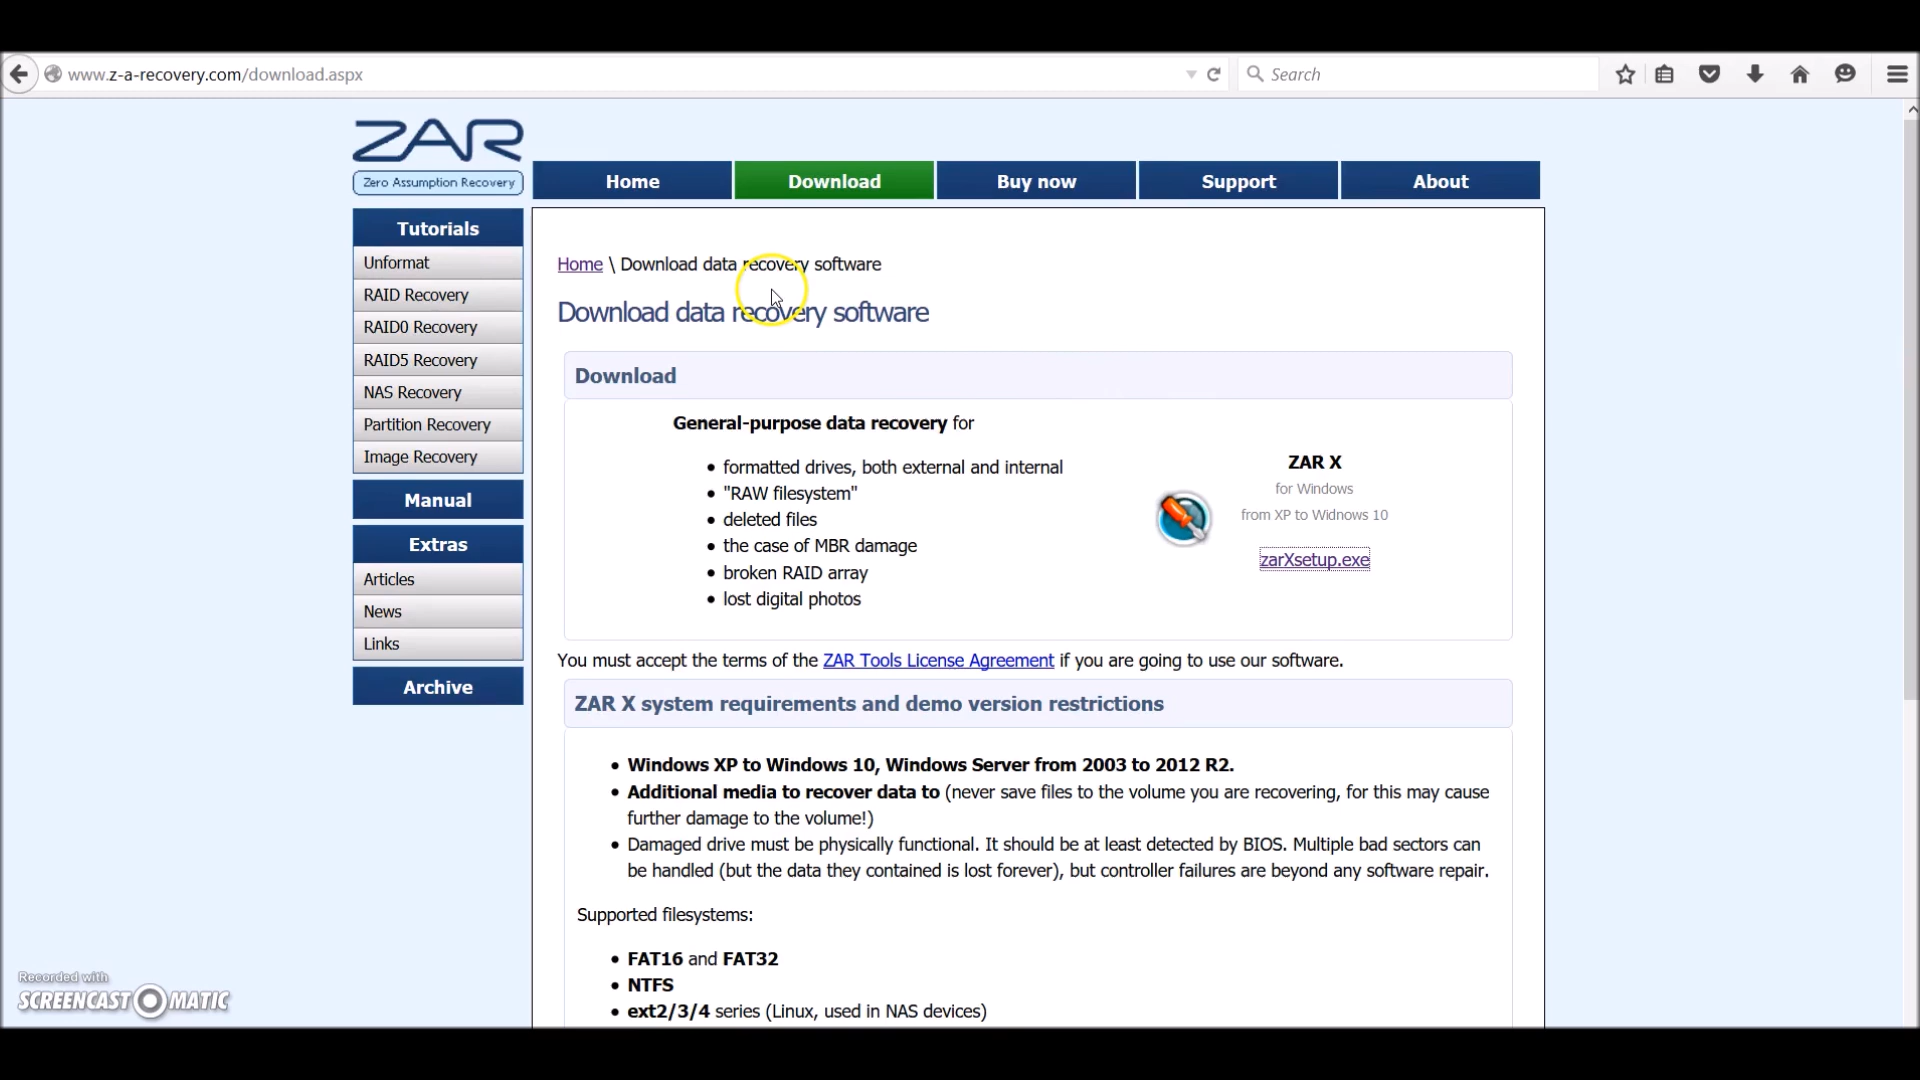 www.z-a-recovery.com/download.aspx
Search
ZAR
Zero Assumption Recovery
Home
Download
Buy now
Support
About
Tutorials
Unformat
RAID Recovery
RAID0 Recovery
RAID5 Recovery
NAS Recovery
Partition Recovery
Image Recovery
Manual
Extras
Articles
News
Links
Archive
Home \ Download data recovery software
Download data recovery software
Download
General-purpose data recovery for
• formatted drives, both external and internal
• "RAW filesystem"
• deleted files
• the case of MBR damage
• broken RAID array
• lost digital photos
ZAR X
for Windows
from XP to Widnows 10
zarXsetup.exe
You must accept the terms of the ZAR Tools License Agreement if you are going to use our software.
ZAR X system requirements and demo version restrictions
• Windows XP to Windows 10, Windows Server from 2003 to 2012 R2.
• Additional media to recover data to (never save files to the volume you are recovering, for this may cause
further damage to the volume!)
• Damaged drive must be physically functional. It should be at least detected by BIOS. Multiple bad sectors can
be handled (but the data they contained is lost forever), but controller failures are beyond any software repair.
Supported filesystems:
• FAT16 and FAT32
• NTFS
• ext2/3/4 series (Linux, used in NAS devices)
Recorded with
SCREENCAST MATIC